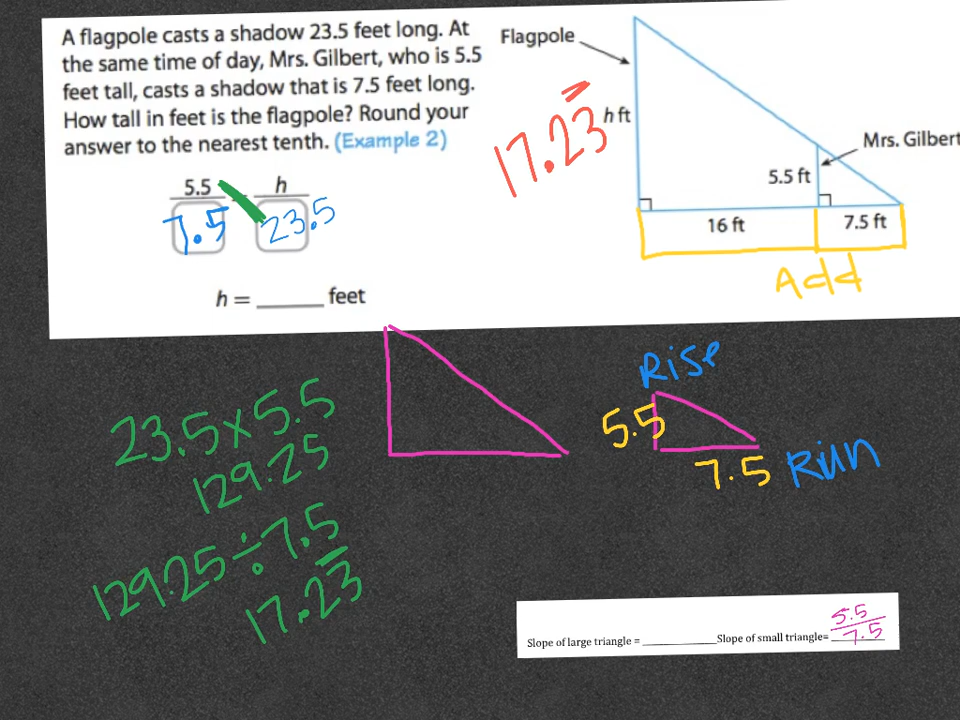 A flagpole casts a shadow 23.5 feet long. At
the same time of day, Mrs. Gilbert, who is 5.5
feet tall, casts a shadow that is 7.5 feet long.
How tall in feet is the flagpole? Round your
answer to the nearest tenth. (Example 2)
5.5 = h
7.5 23.5
h = ______ feet
Flagpole
17.23
h ft
Mrs. Gilbert
5.5 ft
16 ft
7.5 ft
Add
Rise
5.5
7.5 Run
23.5 x 5.5
129.25
129.25 ÷ 7.5
17.23
Slope of large triangle = ____________ Slope of small triangle= 5.5
7.5